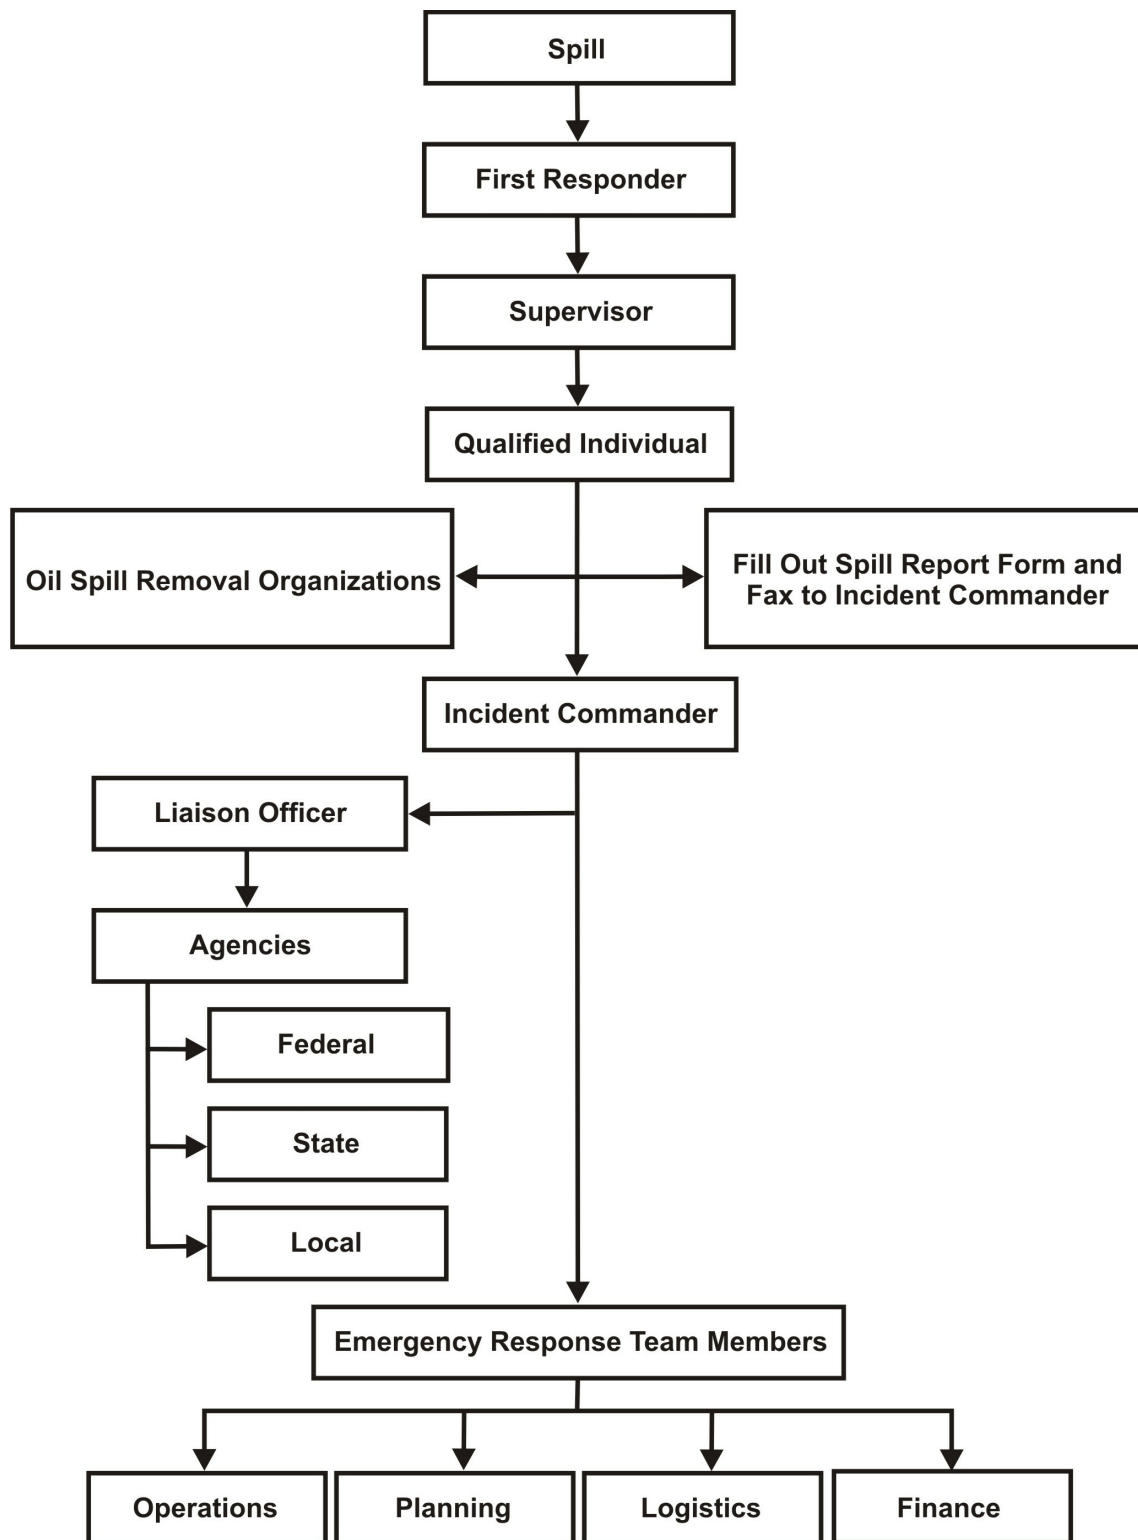 Spill
First Responder
Supervisor
Qualified Individual
Oil Spill Removal Organizations
Fill Out Spill Report Form and
Fax to Incident Commander
Incident Commander
Liaison Officer
Agencies
Federal
State
Local
Emergency Response Team Members
Operations
Planning
Logistics
Finance